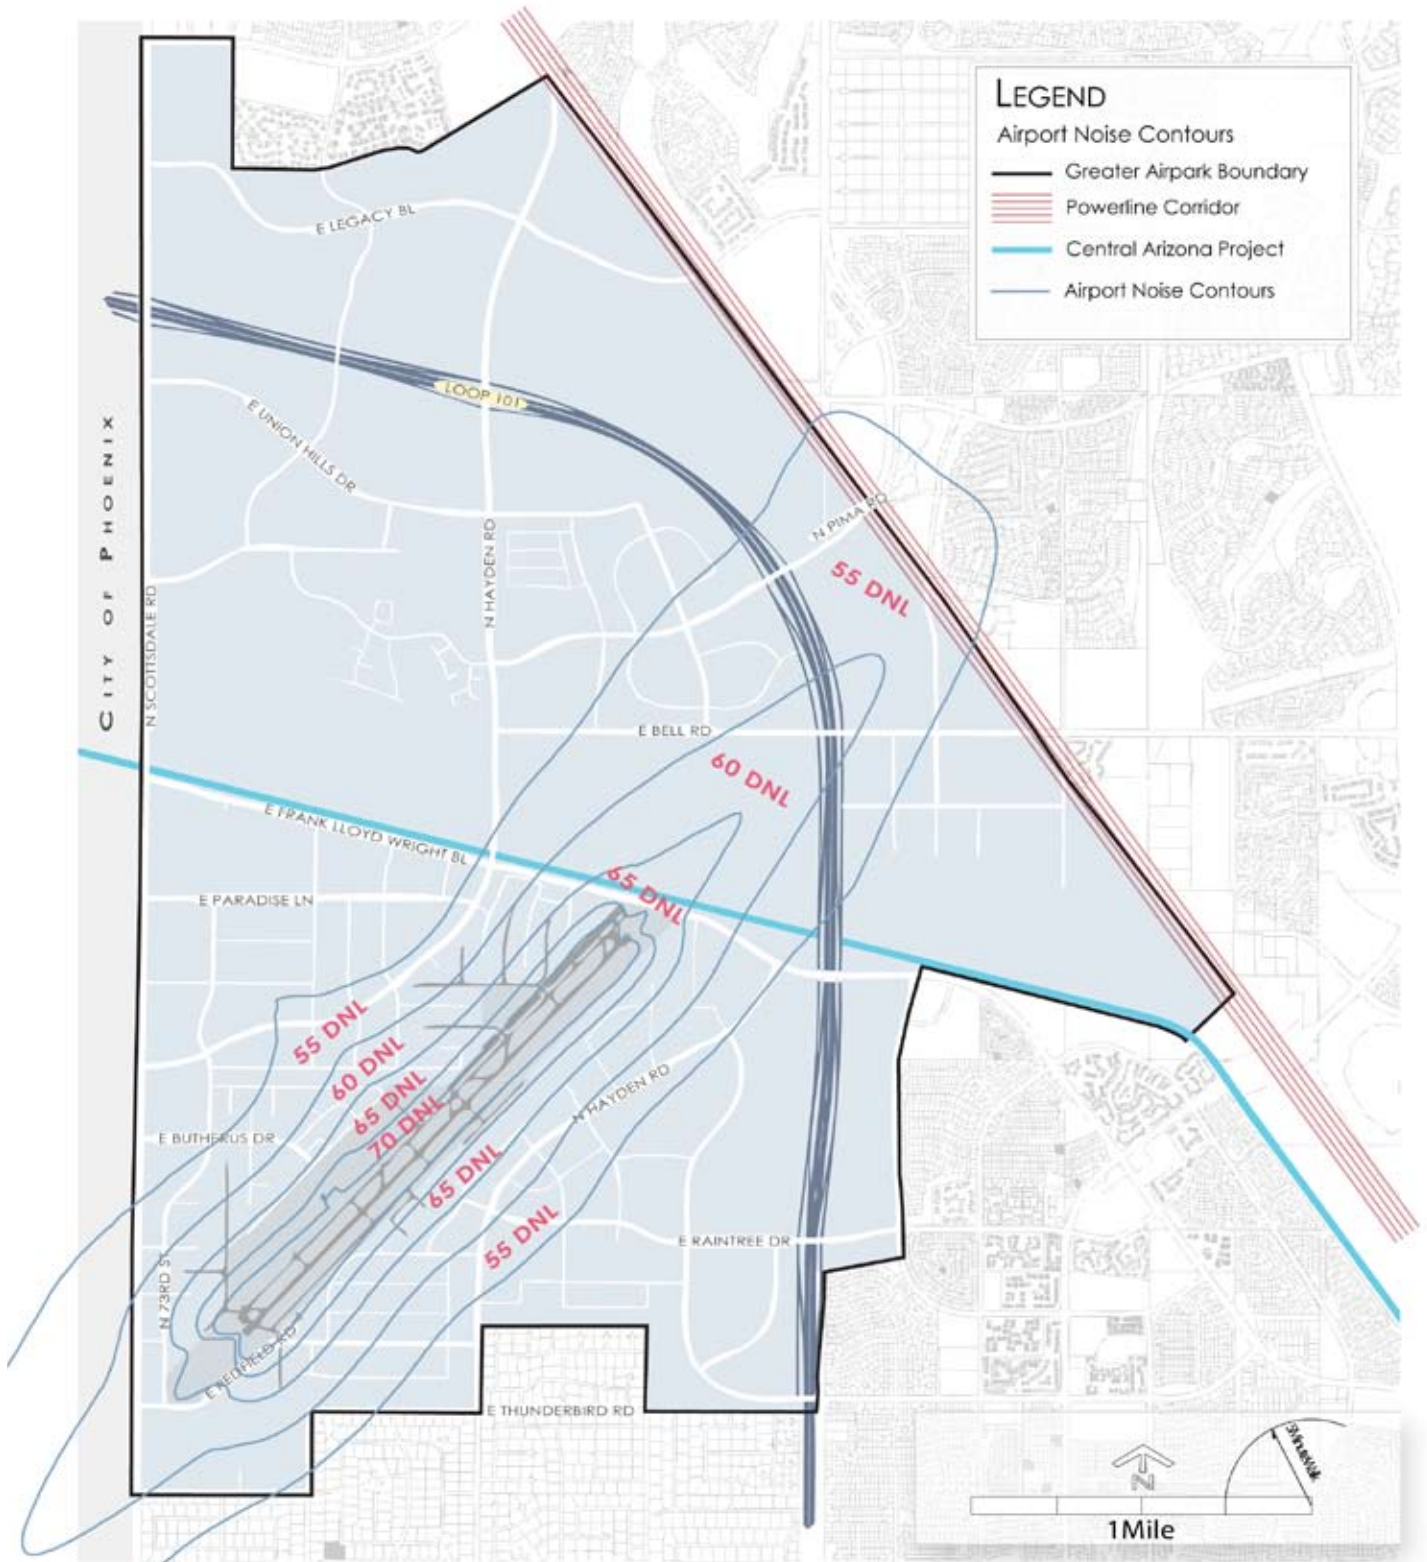 LEGEND
Airport Noise Contours
Greater Airpark Boundary
Powerline Corridor
Central Arizona Project
Airport Noise Contours
E LEGACY BL
LOOP 101
E UNION HILLS DR
CITY OF PHOENIX
N HAYDEN RD
N PIMA RD
55 DNL
N SCOTTSDALE RD
E BELL RD
60 DNL
E FRANK LLOYD WRIGHT BL
65 DNL
E PARADISE LN
55 DNL
60 DNL
65 DNL
70 DNL
N HAYDEN RD
E BUTHERUS DR
65 DNL
55 DNL
E RAINTREE DR
N 73RD ST
E REDFIELD RD
E THUNDERBIRD RD
5MinuteWalk
N
1Mile